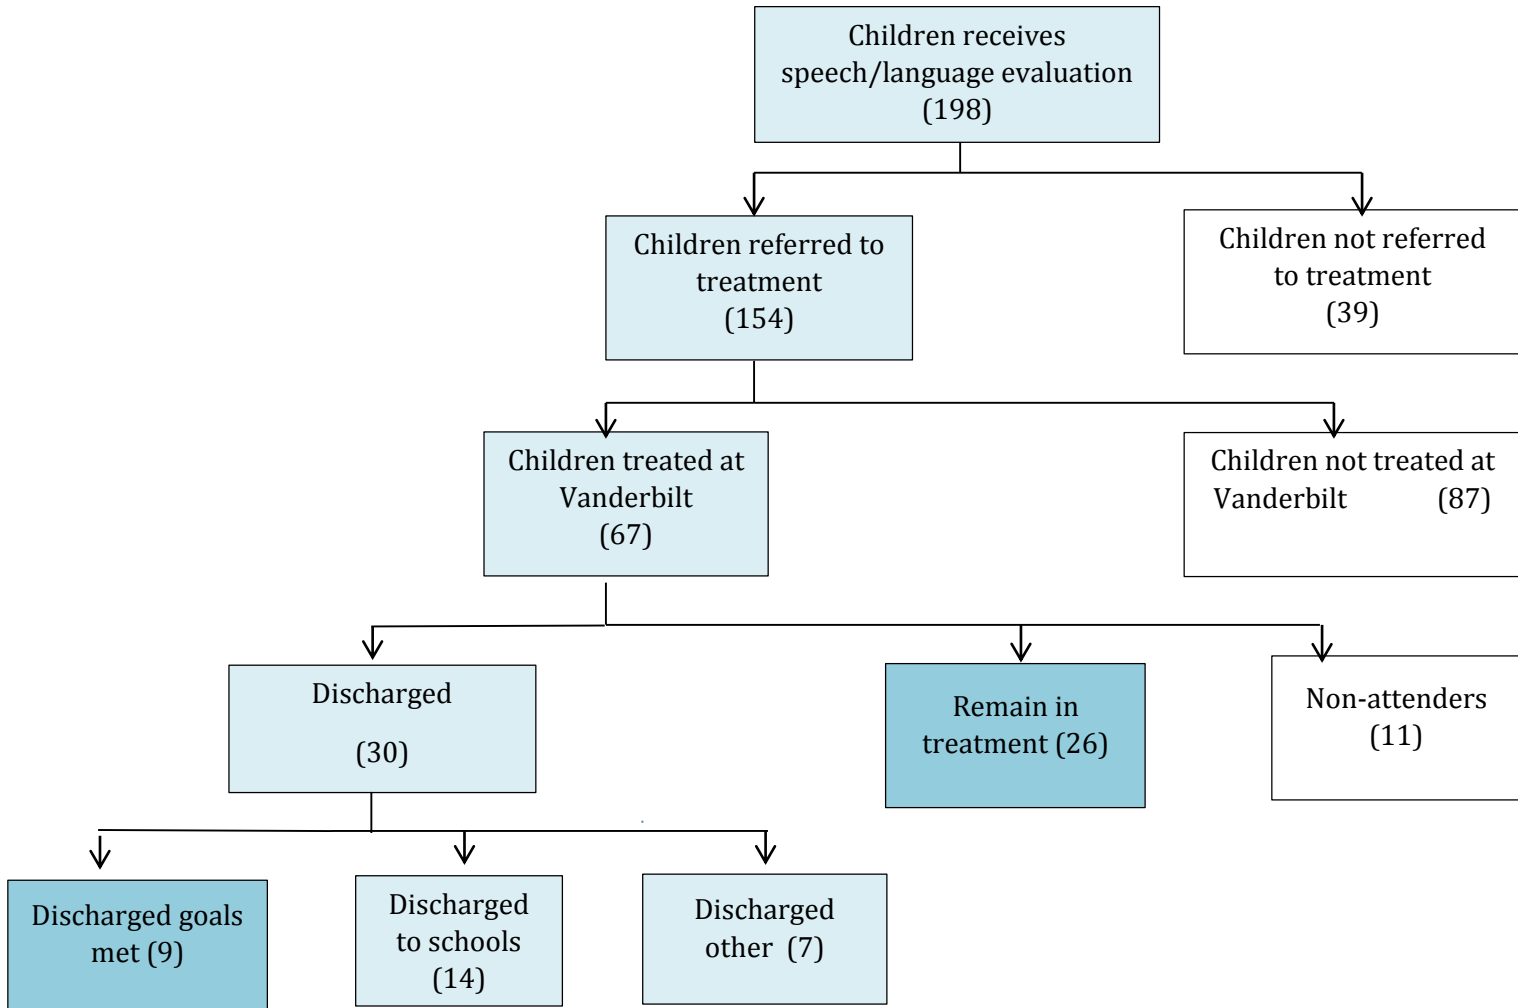 Children receives
speech/language evaluation
(198)
Children referred to
treatment
(154)
Children not referred
to treatment
(39)
Children treated at
Vanderbilt
(67)
Children not treated at
Vanderbilt (87)
Discharged
(30)
Remain in
treatment (26)
Non-attenders
(11)
Discharged goals
met (9)
Discharged
to schools
(14)
Discharged
other (7)